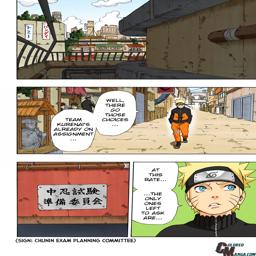 WELL,
THERE
GO
THOSE
CHOICES
...
TEAM
KURENAI'S
ALREADY ON
ASSIGNMENT
...
中忍試験
準備委員会
(SIGN: CHUNIN EXAM PLANNING COMMITTEE)
AT
THIS
RATE...
...THE
ONLY
ONES
LEFT
TO ASK
ARE...
COLORED
MANGA.COM